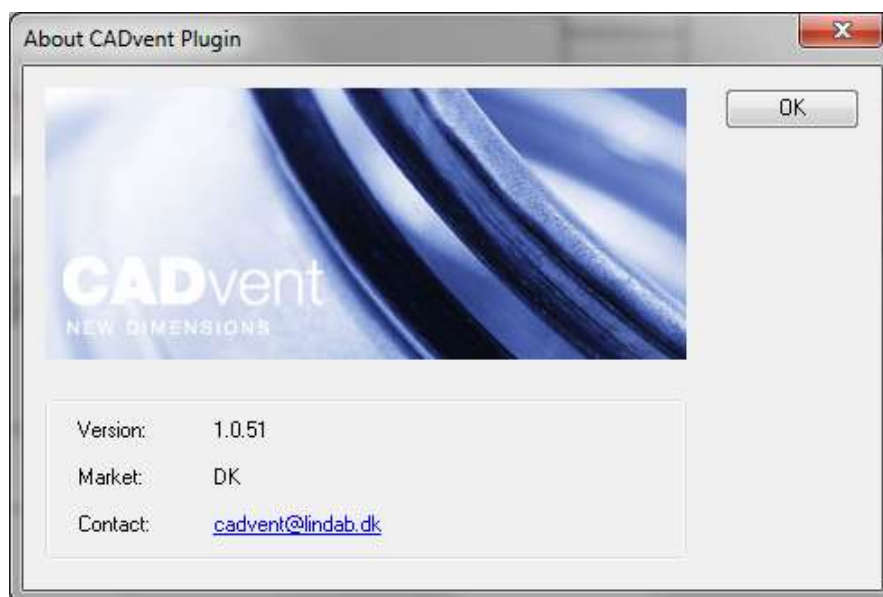 About CADvent Plugin
OK
CADvent
NEW DIMENSIONS
Version: 1.0.51
Market: DK
Contact: cadvent@lindab.dk